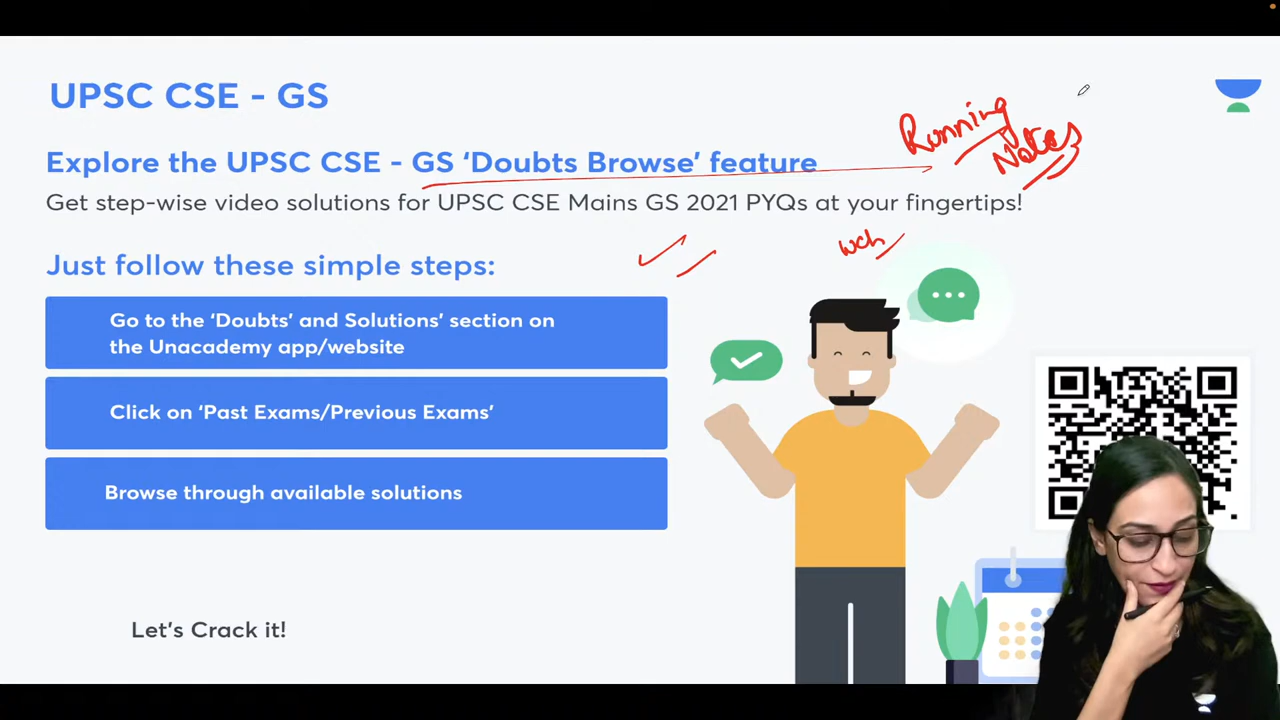 UPSC CSE - GS
Running
Notes
Explore the UPSC CSE - GS ‘Doubts Browse’ feature
Get step-wise video solutions for UPSC CSE Mains GS 2021 PYQs at your fingertips!
Just follow these simple steps:
Go to the ‘Doubts’ and Solutions’ section on
the Unacademy app/website
Click on ‘Past Exams/Previous Exams’
Browse through available solutions
Let's Crack it!